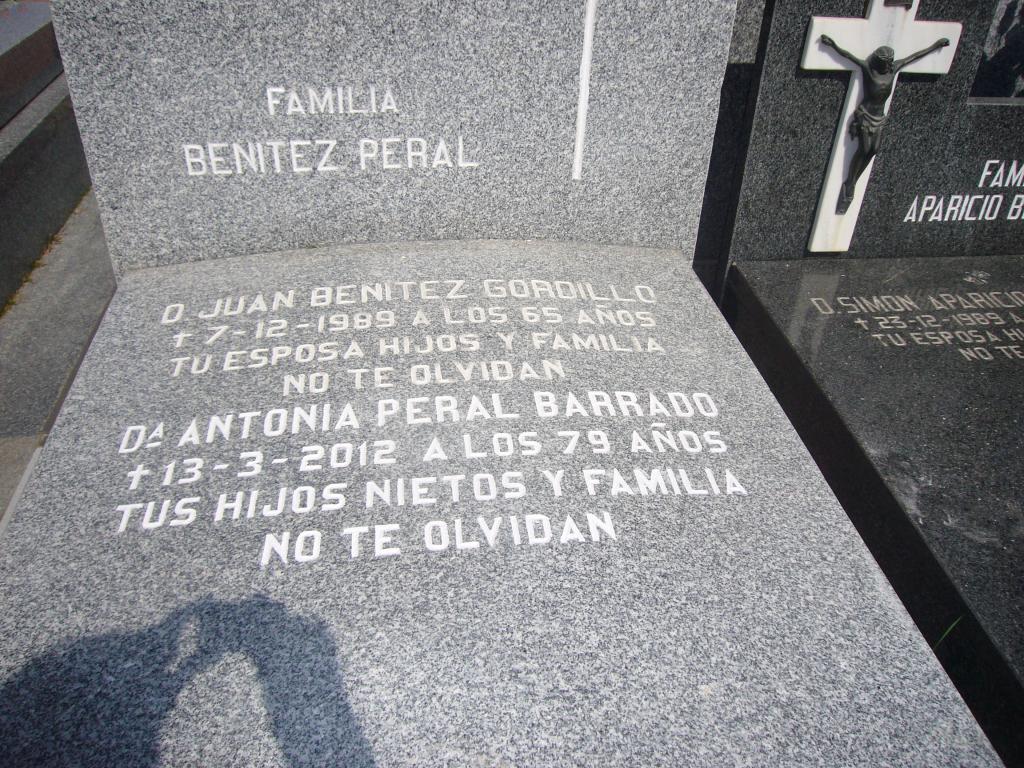 FAMILIA
BENITEZ PERAL
D. JUAN BENITEZ GORDILLO
✝ 7-12-1989 A LOS 65 AÑOS
TU ESPOSA HIJOS Y FAMILIA
NO TE OLVIDAN
Dª ANTONIA PERAL BARRADO
✝ 13-3-2012 A LOS 79 AÑOS
TUS HIJOS NIETOS Y FAMILIA
NO TE OLVIDAN
APARICIO
D. SIMON APARICIO
✝ 23-12-1989 A
TU ESPOSA
NO TE